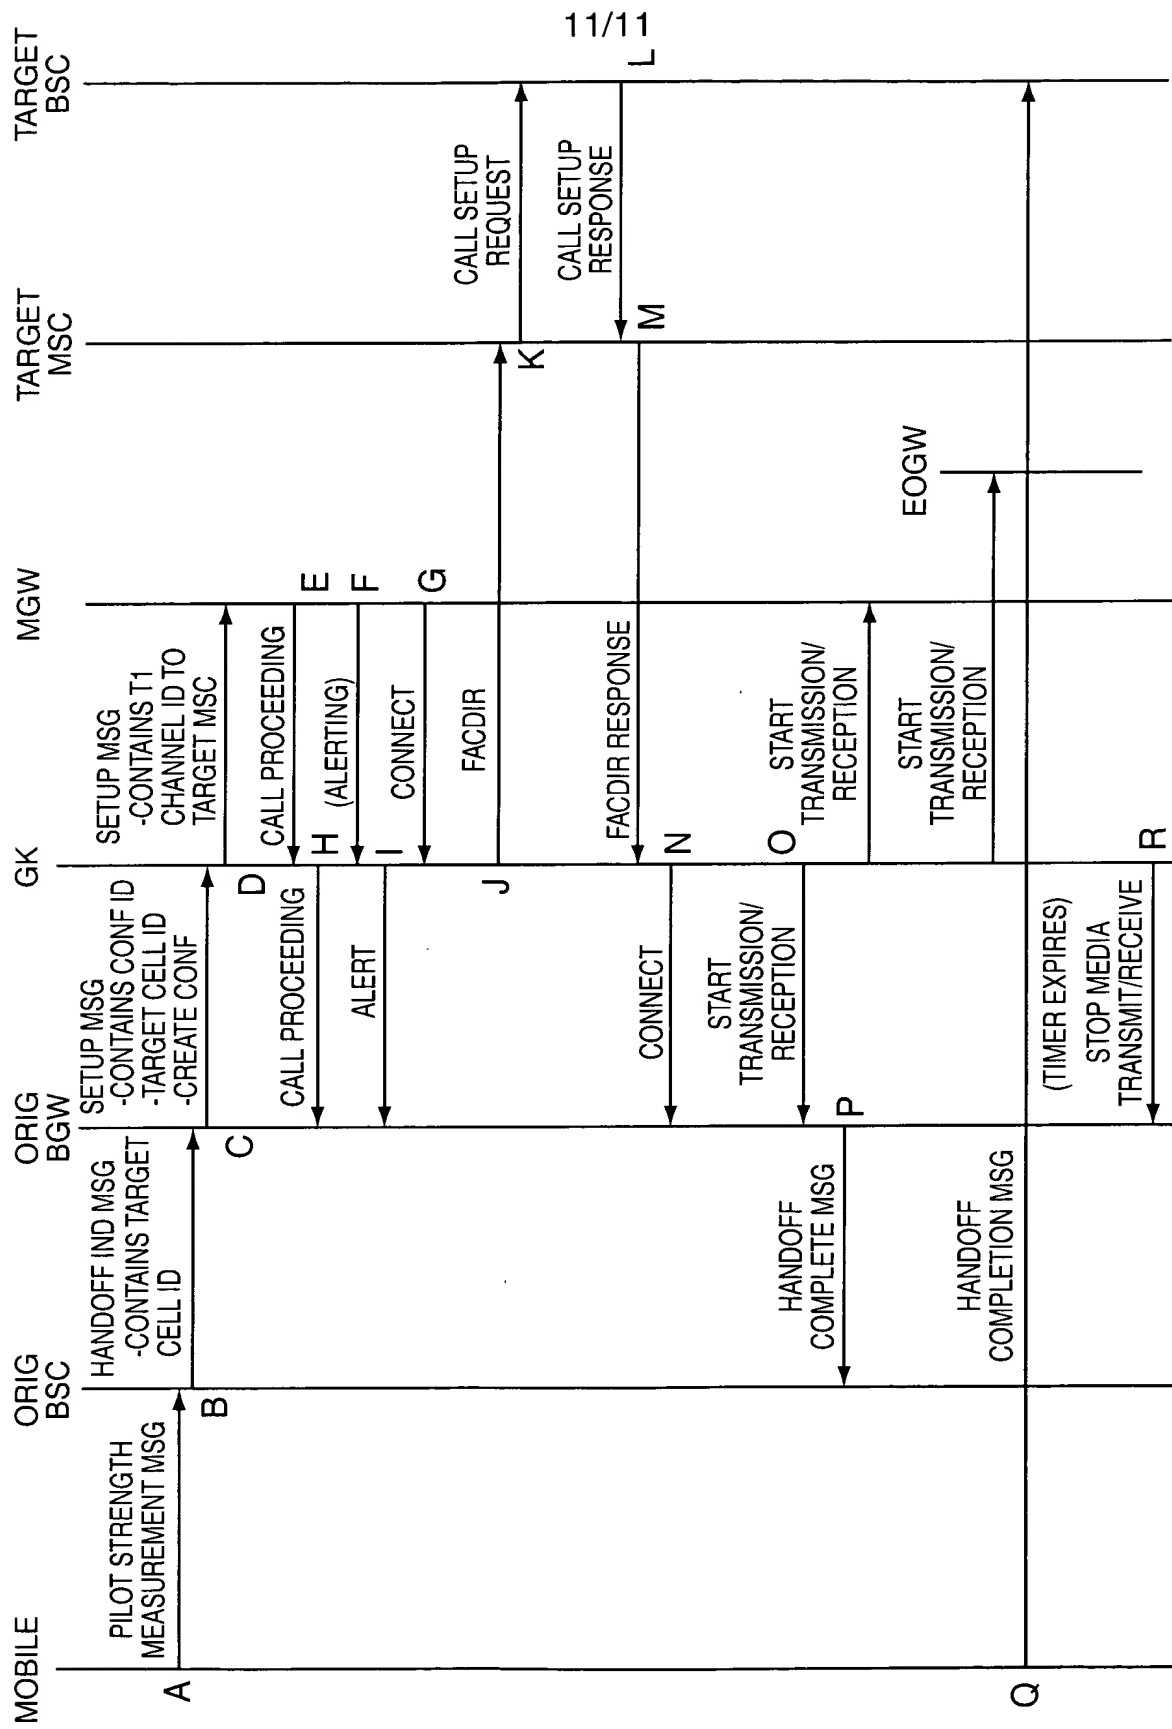 11/11
MOBILE
ORIG
BSC
ORIG
BGW
GK
MGW
TARGET
MSC
TARGET
BSC
A
PILOT STRENGTH
MEASUREMENT MSG
B
HANDOFF IND MSG
-CONTAINS TARGET
CELL ID
C
SETUP MSG
-CONTAINS CONF ID
-TARGET CELL ID
-CREATE CONF
D
SETUP MSG
-CONTAINS T1
CHANNEL ID TO
TARGET MSC
CALL PROCEEDING
E
H
CALL PROCEEDING
(ALERTING)
F
I
ALERT
CONNECT
G
J
FACDIR
K
CALL SETUP
REQUEST
L
CALL SETUP
RESPONSE
M
FACDIR RESPONSE
N
CONNECT
O
START
TRANSMISSION/
RECEPTION
START
TRANSMISSION/
RECEPTION
P
HANDOFF
COMPLETE MSG
START
TRANSMISSION/
RECEPTION
EOGW
Q
HANDOFF
COMPLETION MSG
(TIMER EXPIRES)
STOP MEDIA
TRANSMIT/RECEIVE
R